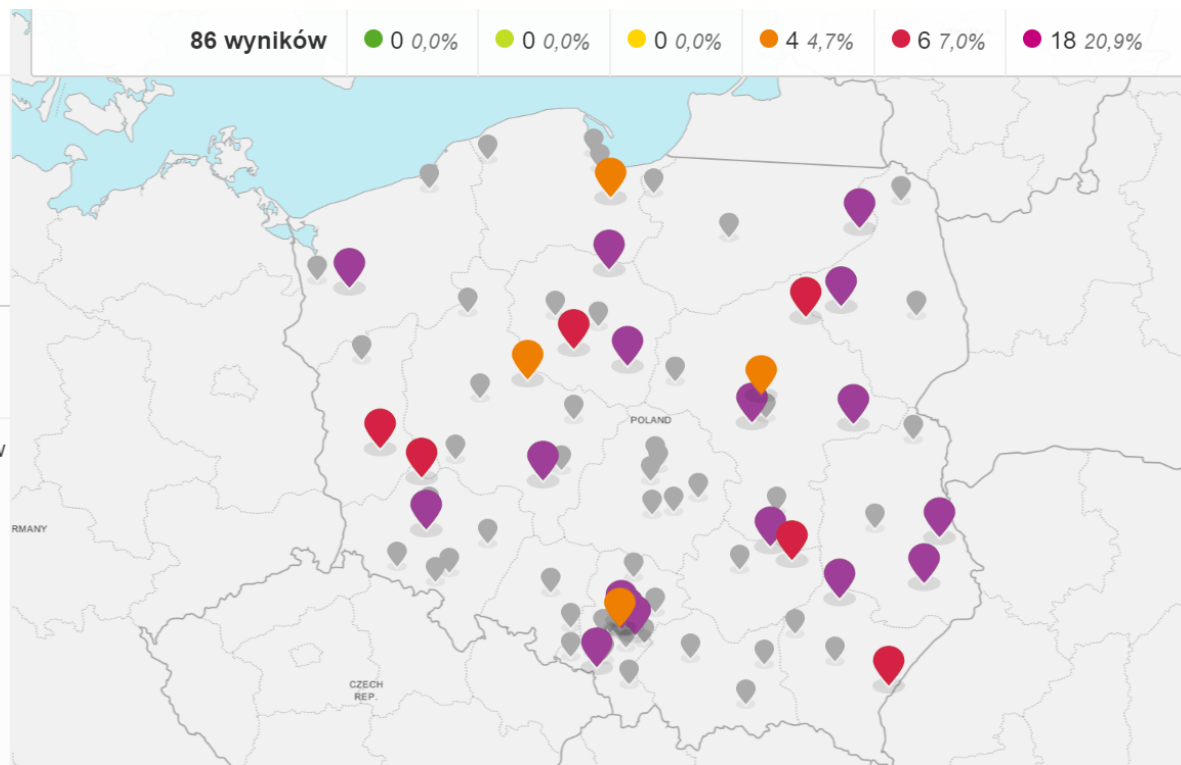 86 wyników 0 0,0% 0 0,0% 0 0,0% 4 4,7% 6 7,0% 18 20,9%
POLAND
RMANY
CZECH
REP.